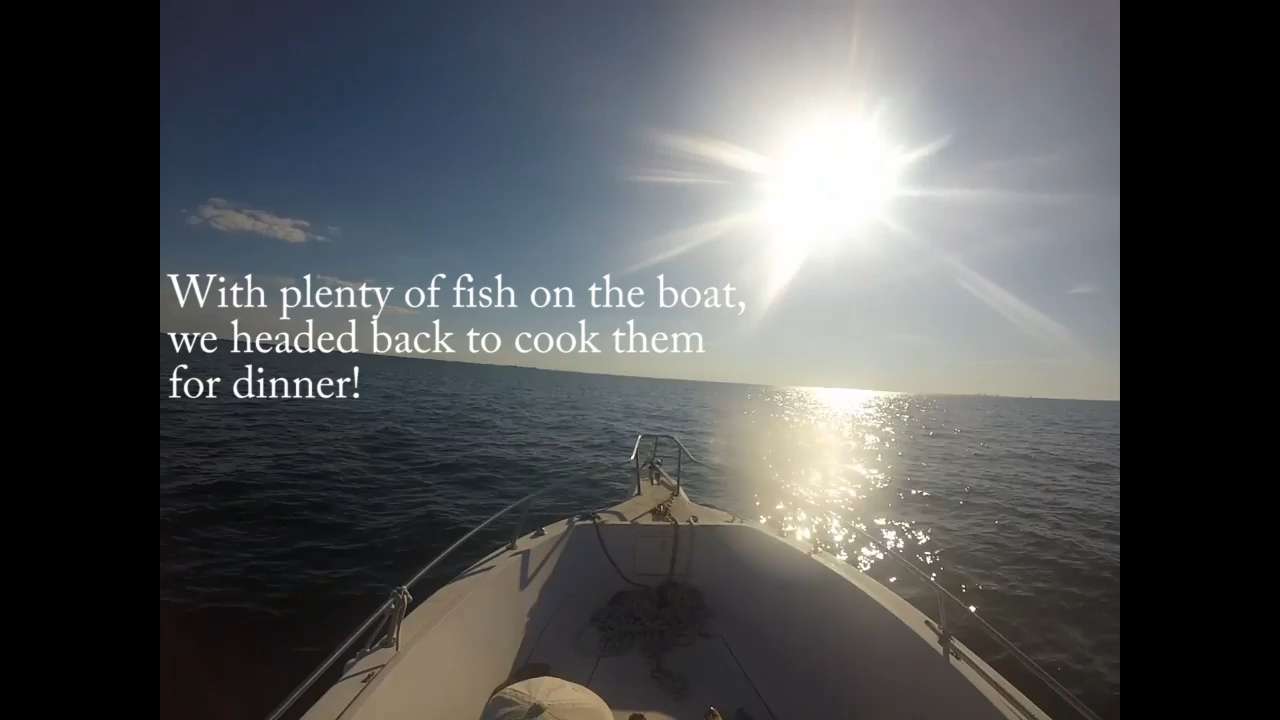 With plenty of fish on the boat,
we headed back to cook them
for dinner!